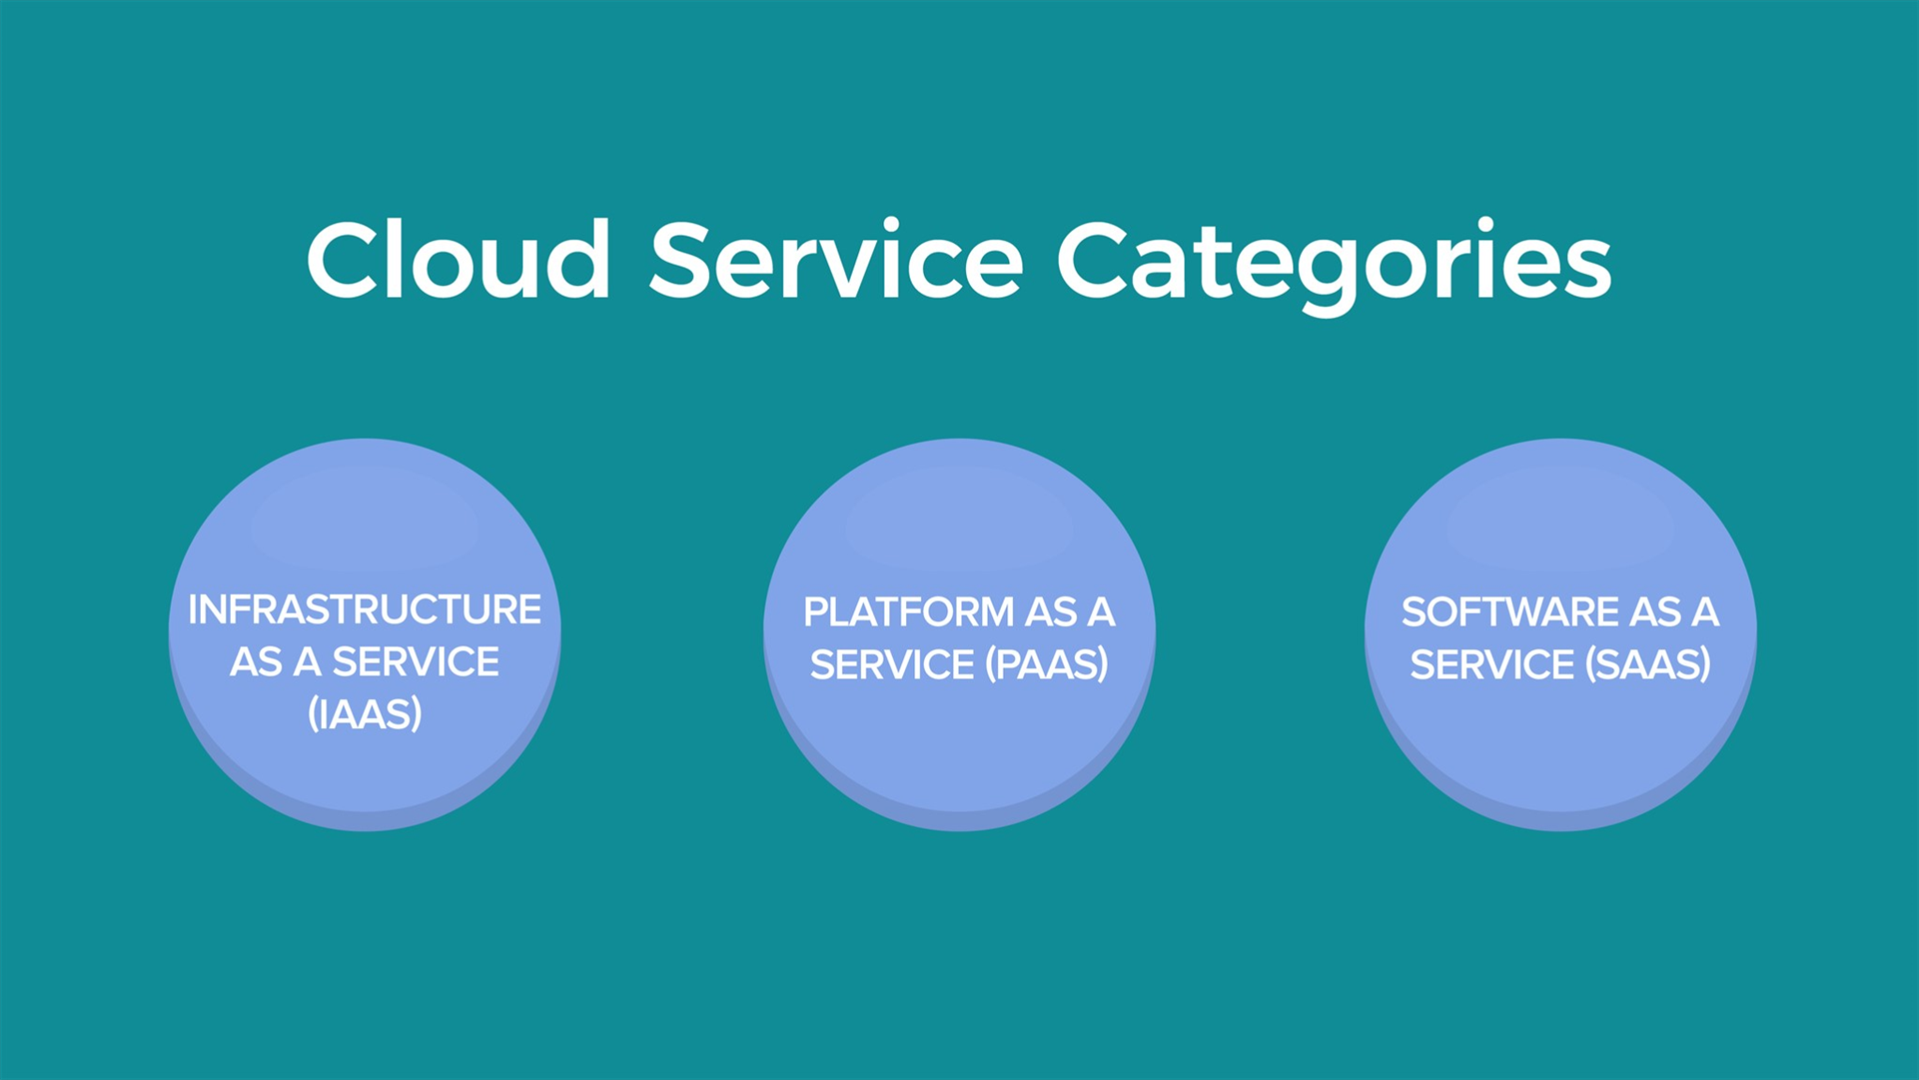 Cloud Service Categories
INFRASTRUCTURE
AS A SERVICE
(IAAS)
PLATFORM AS A
SERVICE (PAAS)
SOFTWARE AS A
SERVICE (SAAS)